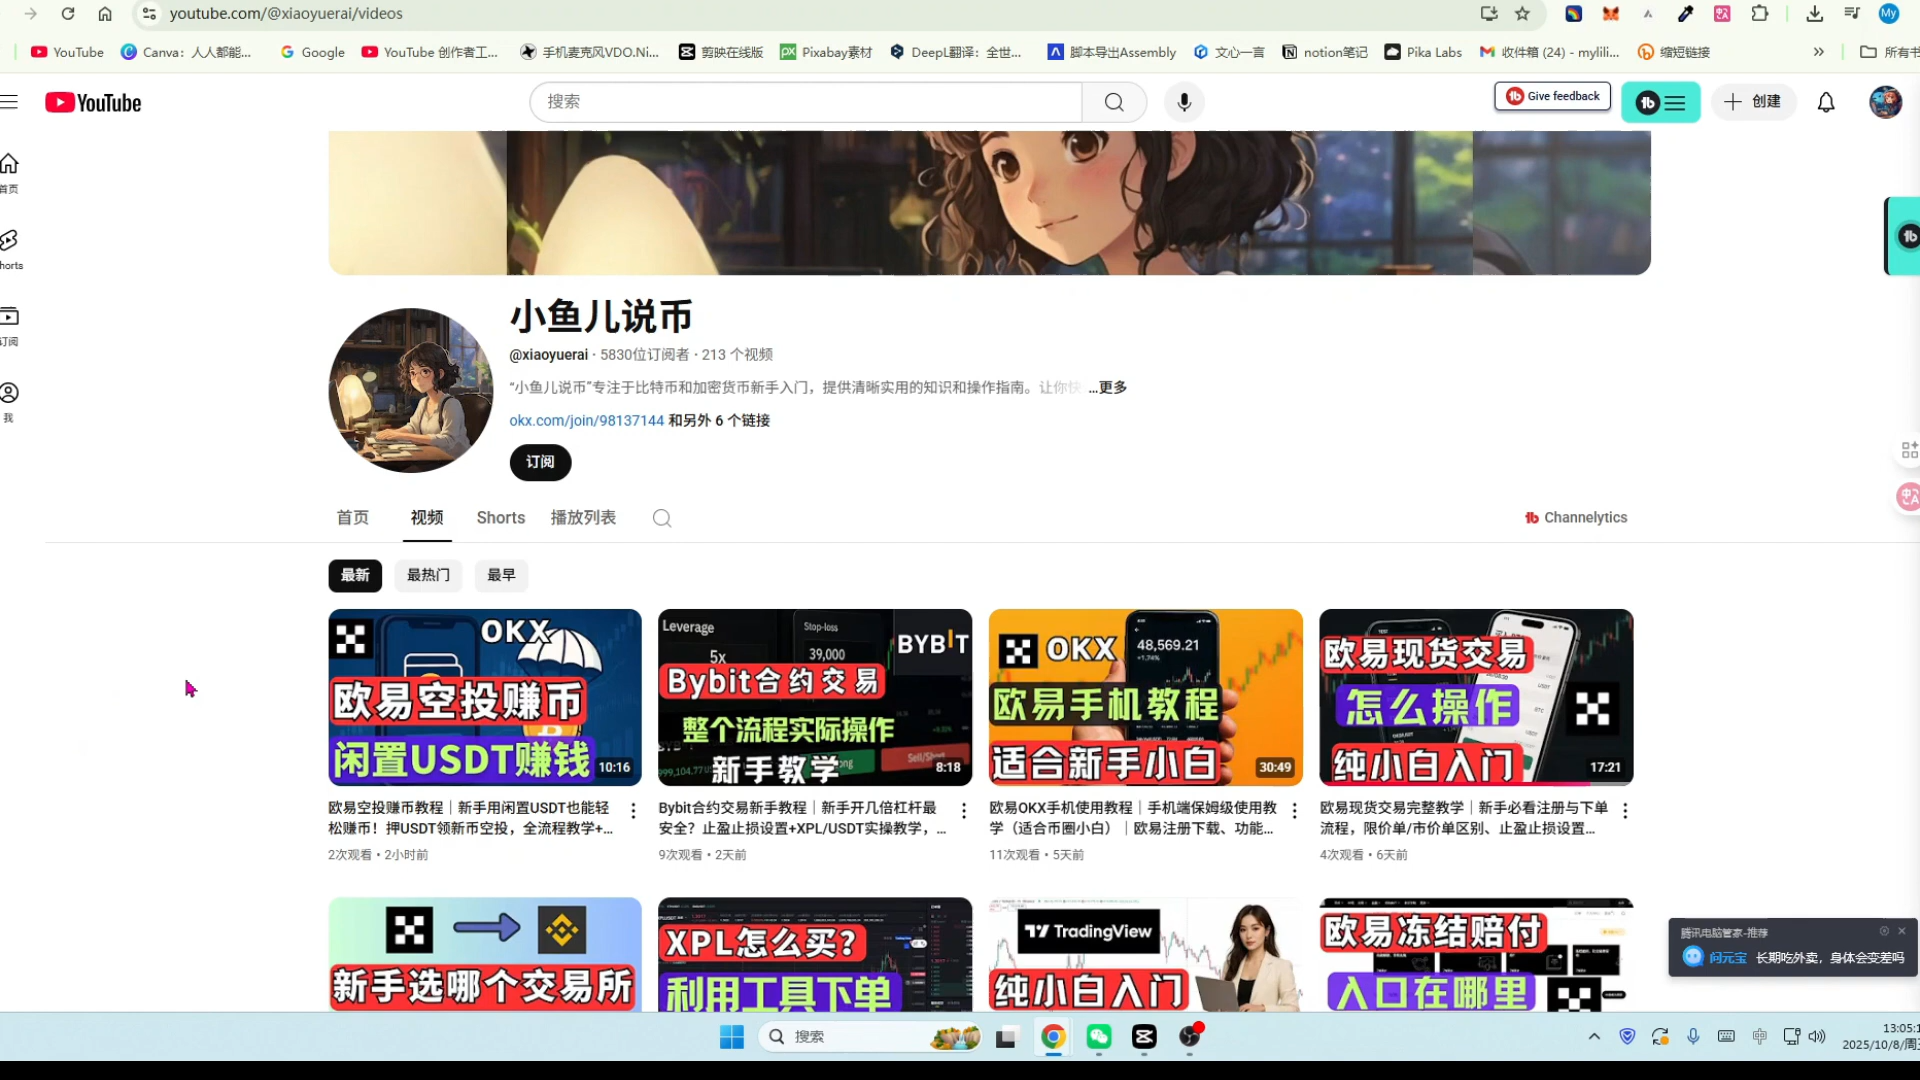 youtube.com/@xiaoyuerai/videos
YouTube
Canva：人人都能...
Google
YouTube 创作者工...
手机麦克风VDO.Ni...
剪映在线版
Pixabay素材
DeepL翻译：全世...
脚本导出Assembly
文心一言
notion笔记
Pika Labs
收件箱 (24) - mylili...
缩短链接
所有书
YouTube
搜索
Give feedback
创建
首页
horts
订阅
我
小鱼儿说币
@xiaoyuerai · 5830位订阅者 · 213 个视频
“小鱼儿说币”专注于比特币和加密货币新手入门，提供清晰实用的知识和操作指南。让你快 ...更多
okx.com/join/98137144 和另外 6 个链接
订阅
首页 视频 Shorts 播放列表
Channelytics
最新 最热门 最早
OKX
欧易空投赚币
闲置USDT赚钱
10:16
Leverage
5x
Stop-loss
39,000
BYBIT
Bybit合约交易
整个流程实际操作
新手教学
8:18
OKX
48,569.21
欧易手机教程
适合新手小白
30:49
欧易现货交易
怎么操作
纯小白入门
17:21
欧易空投赚币教程｜新手用闲置USDT也能轻
松赚币！押USDT领新币空投，全流程教学+...
2次观看 • 2小时前
Bybit合约交易新手教程｜新手开几倍杠杆最
安全？止盈止损设置+XPL/USDT实操教学，...
9次观看 • 2天前
欧易OKX手机使用教程｜手机端保姆级使用教
学（适合币圈小白）｜欧易注册下载、功能...
11次观看 • 5天前
欧易现货交易完整教学｜新手必看注册与下单
流程，限价单/市价单区别、止盈止损设置...
4次观看 • 6天前
新手选哪个交易所
XPL怎么买?
利用工具下单
TradingView
纯小白入门
欧易冻结赔付
入口在哪里
腾讯电脑管家-推荐
问元宝 长期吃外卖，身体会变差吗
搜索
中
13:05:1
2025/10/8/周三